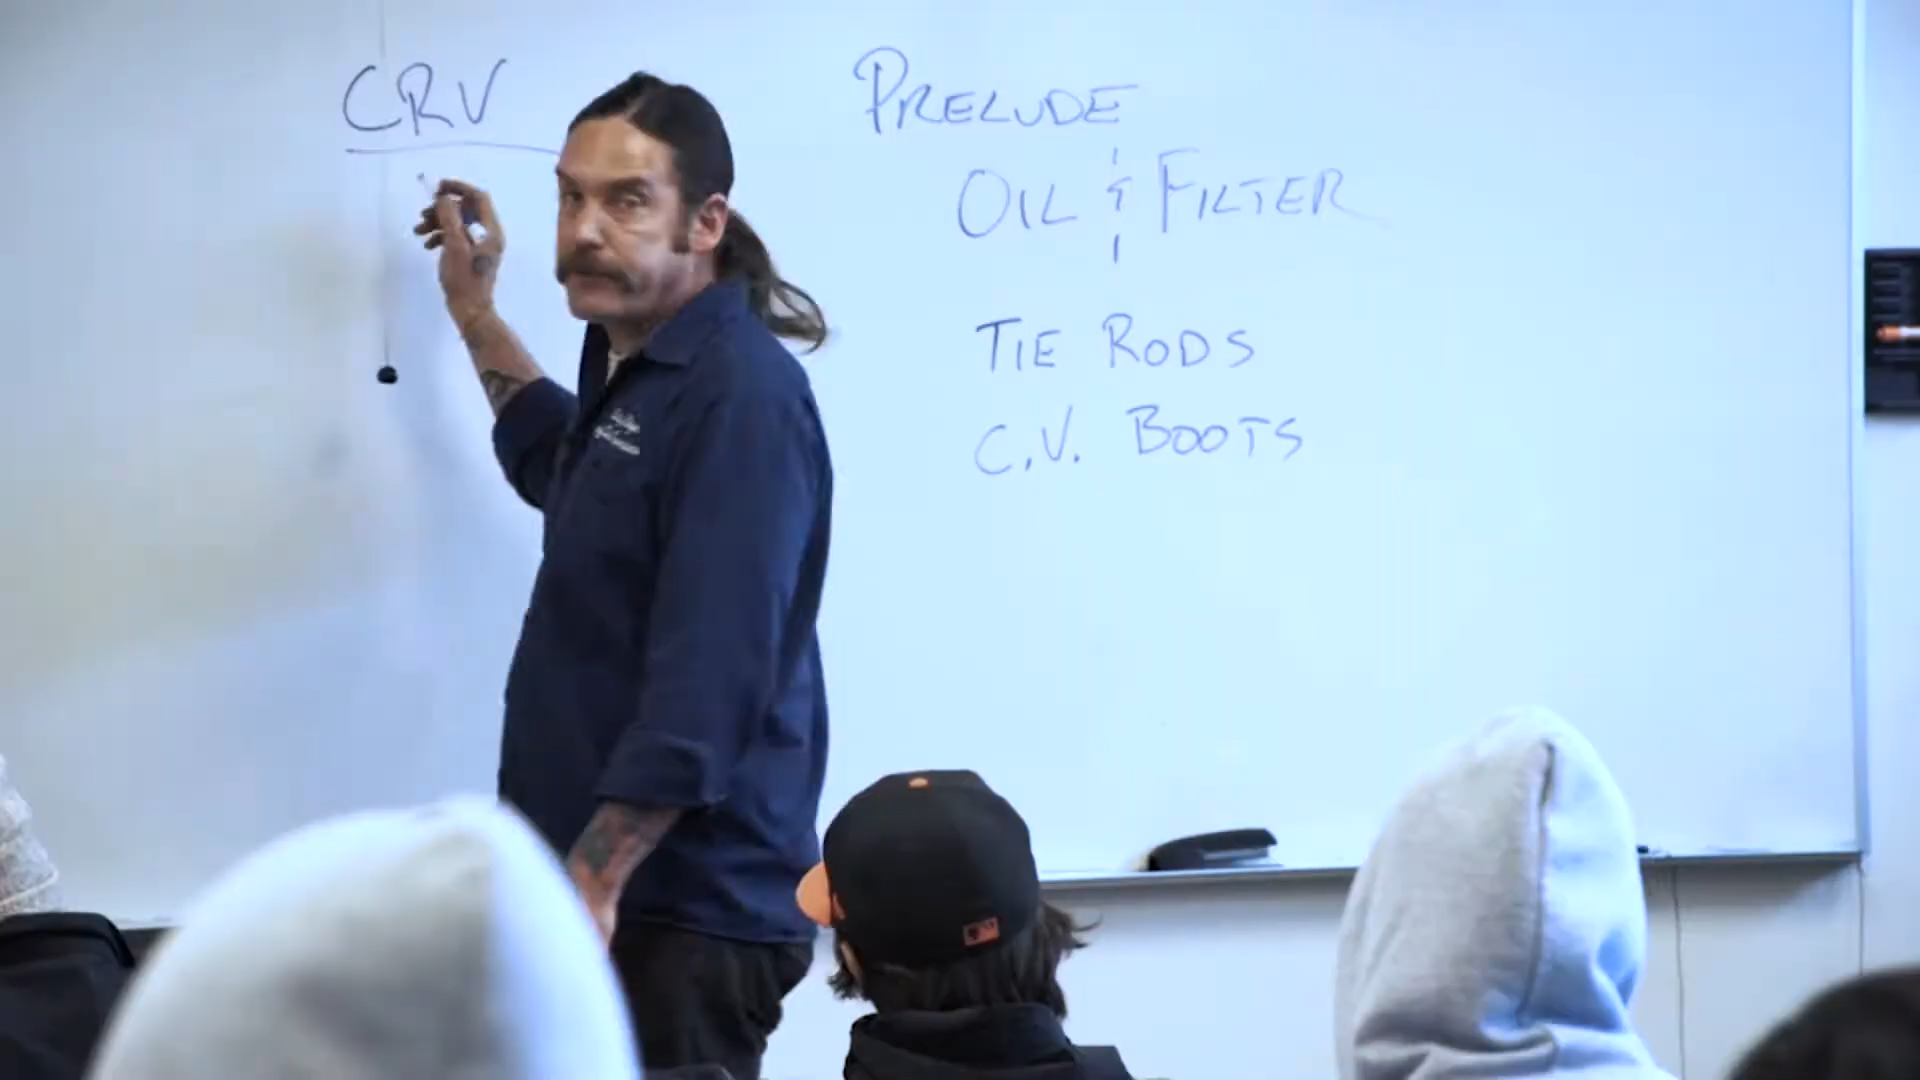 CRV
PRELUDE
OIL & FILTER
TIE RODS
C.V. BOOTS